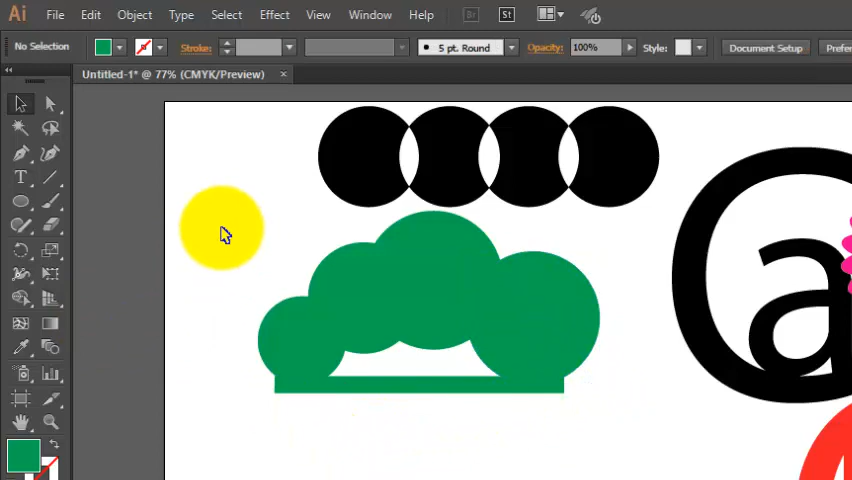 Ai File Edit Object Type Select Effect View Window Help Br St
No Selection Stroke: 5 pt. Round Opacity: 100% Style: Document Setup Prefer
Untitled-1* @ 77% (CMYK/Preview) ×
T
a